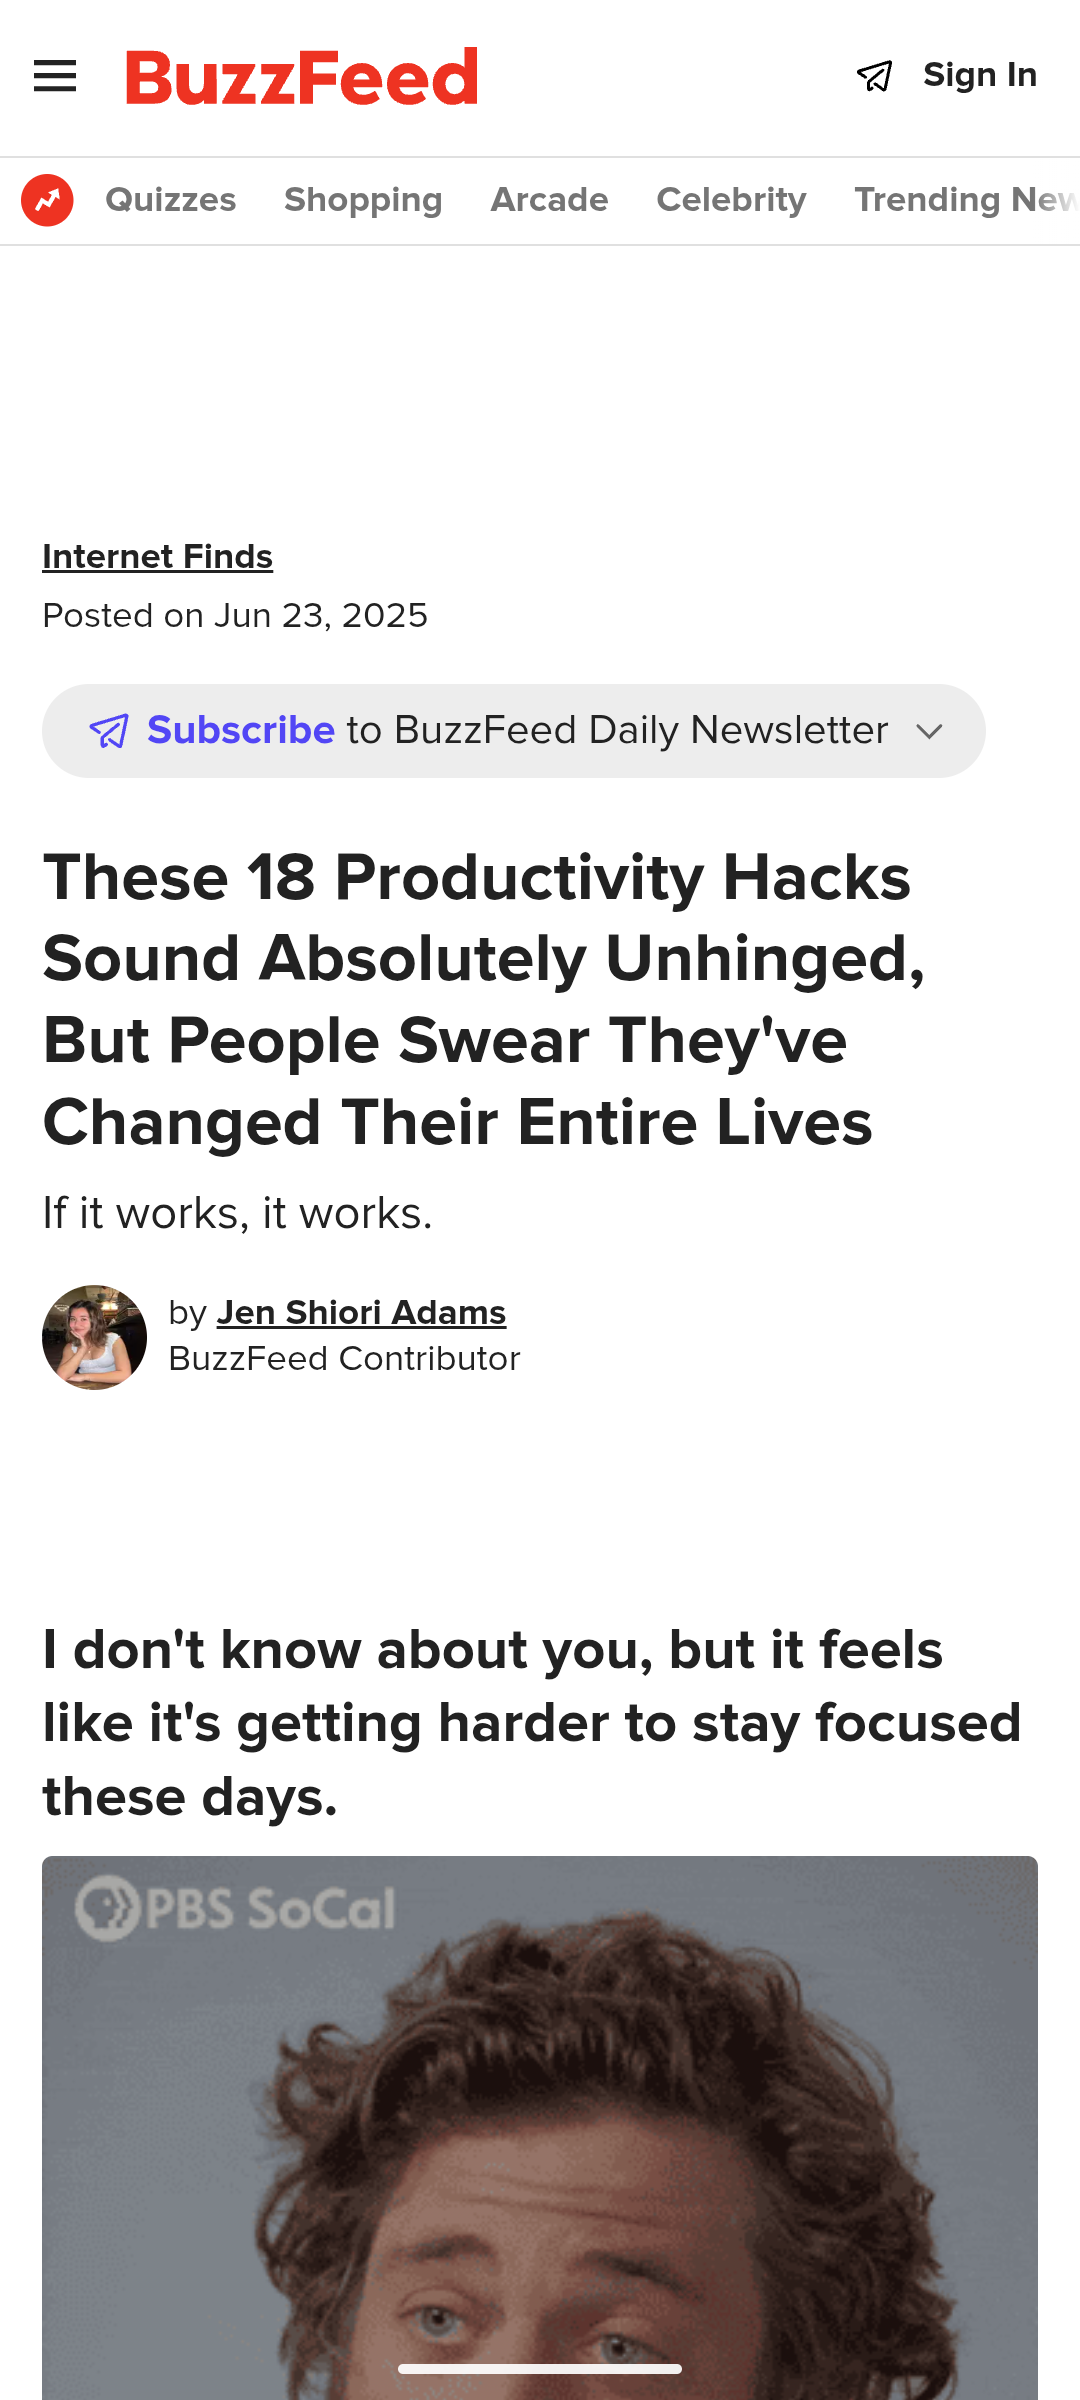 BuzzFeed
Sign In
Quizzes Shopping Arcade Celebrity Trending New
Internet Finds
Posted on Jun 23, 2025
Subscribe to BuzzFeed Daily Newsletter
These 18 Productivity Hacks
Sound Absolutely Unhinged,
But People Swear They've
Changed Their Entire Lives
If it works, it works.
by Jen Shiori Adams
BuzzFeed Contributor
I don't know about you, but it feels
like it's getting harder to stay focused
these days.
PBS SoCal